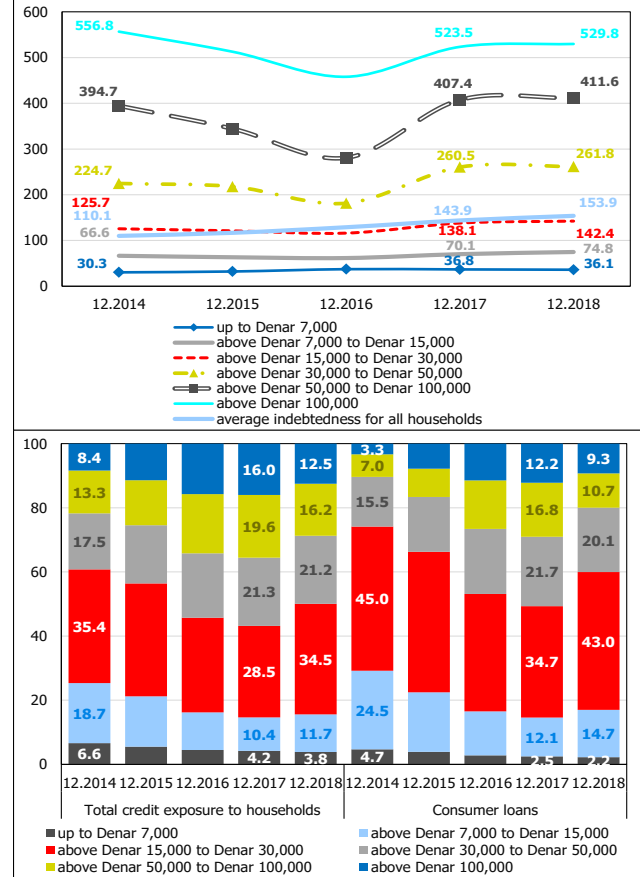 600
556.8 523.5 529.8
500
394.7 407.4 411.6
400
300
224.7 260.5 261.8
200
125.7
110.1 143.9 153.9
100
66.6 138.1 142.4
70.1 74.8
30.3 36.8 36.1
0
12.2014 12.2015 12.2016 12.2017 12.2018
up to Denar 7,000
above Denar 7,000 to Denar 15,000
above Denar 15,000 to Denar 30,000
above Denar 30,000 to Denar 50,000
above Denar 50,000 to Denar 100,000
above Denar 100,000
average indebtedness for all households
100
8.4 16.0 12.5 3.3 12.2 9.3
13.3 19.6 16.2 7.0 16.8 10.7
80
17.5 21.3 21.2 15.5 21.7 20.1
60
35.4 28.5 34.5 45.0 34.7 43.0
40
20
18.7 10.4 11.7 24.5 12.1 14.7
6.6 4.2 3.8 4.7 2.5 2.2
0
12.2014 12.2015 12.2016 12.2017 12.2018 12.2014 12.2015 12.2016 12.2017 12.2018
Total credit exposure to households Consumer loans
up to Denar 7,000 above Denar 7,000 to Denar 15,000
above Denar 15,000 to Denar 30,000 above Denar 30,000 to Denar 50,000
above Denar 50,000 to Denar 100,000 above Denar 100,000